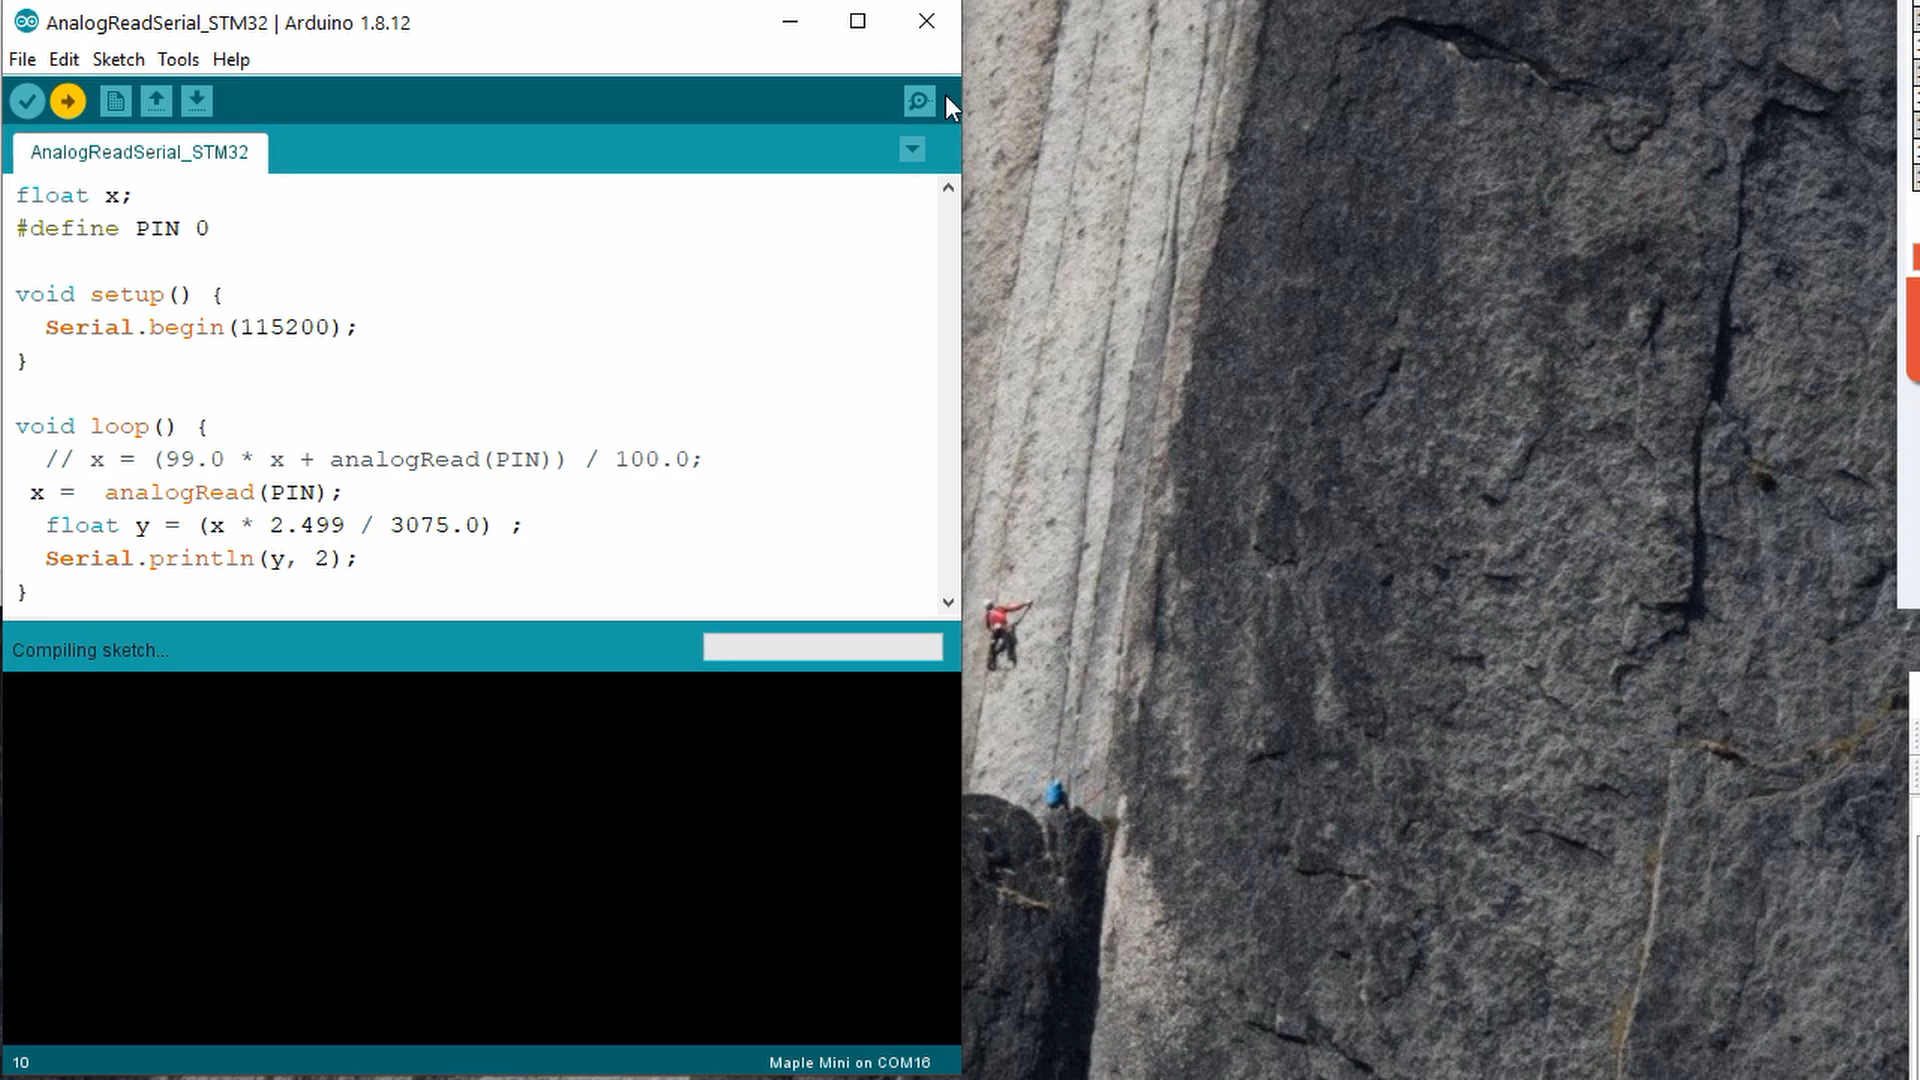 AnalogReadSerial_STM32 | Arduino 1.8.12
File Edit Sketch Tools Help
AnalogReadSerial_STM32
float x;
#define PIN 0
void setup() {
Serial.begin(115200);
}
void loop() {
// x = (99.0 * x + analogRead(PIN)) / 100.0;
x =  analogRead(PIN);
float y = (x * 2.499 / 3075.0) ;
Serial.println(y, 2);
}
Compiling sketch...
10 Maple Mini on COM16